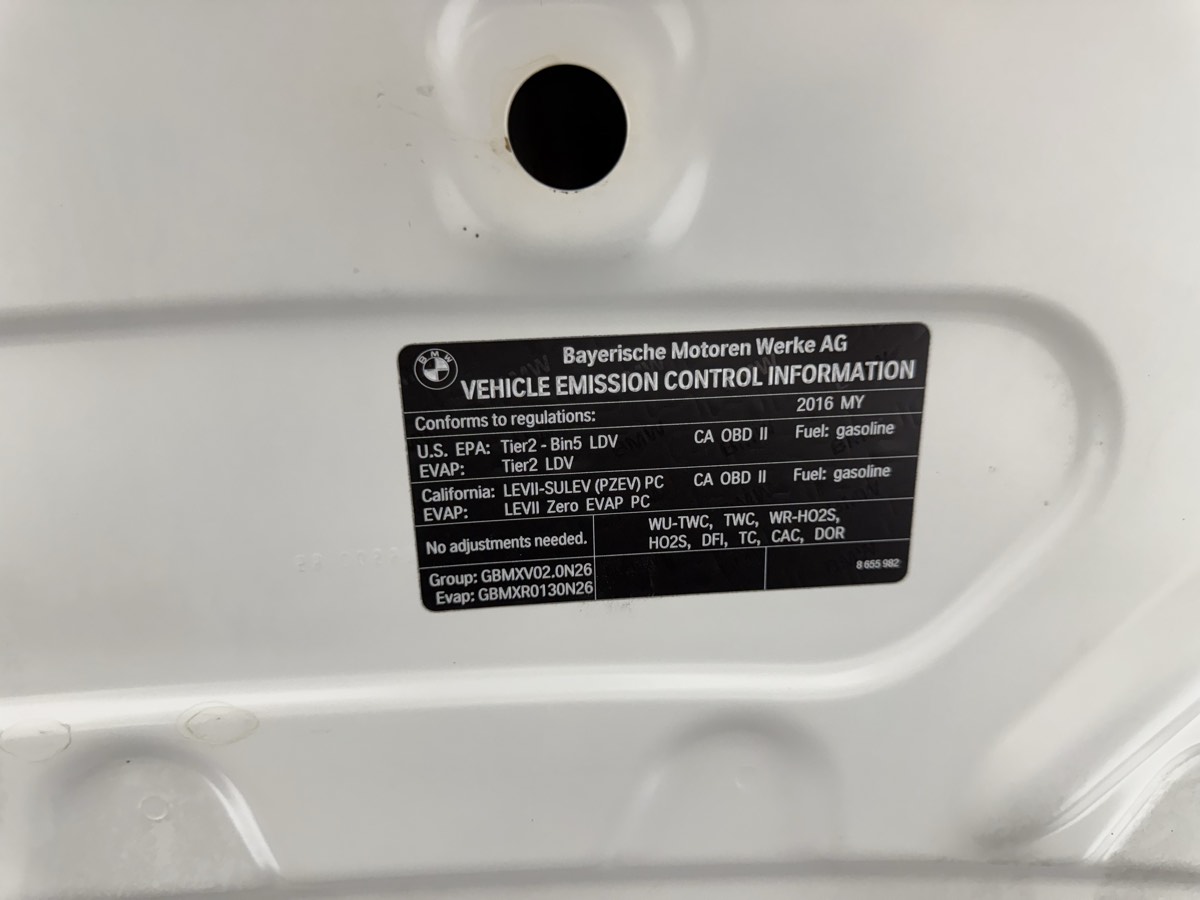 BMW
Bayerische Motoren Werke AG
VEHICLE EMISSION CONTROL INFORMATION
Conforms to regulations: 2016 MY
U.S. EPA: Tier2 - Bin5 LDV CA OBD II Fuel: gasoline
EVAP: Tier2 LDV
California: LEVII-SULEV (PZEV) PC CA OBD II Fuel: gasoline
EVAP: LEVII Zero EVAP PC
No adjustments needed.
WU-TWC, TWC, WR-HO2S,
HO2S, DFI, TC, CAC, DOR
Group: GBMXV02.0N26
Evap: GBMXR0130N26
8 655 982